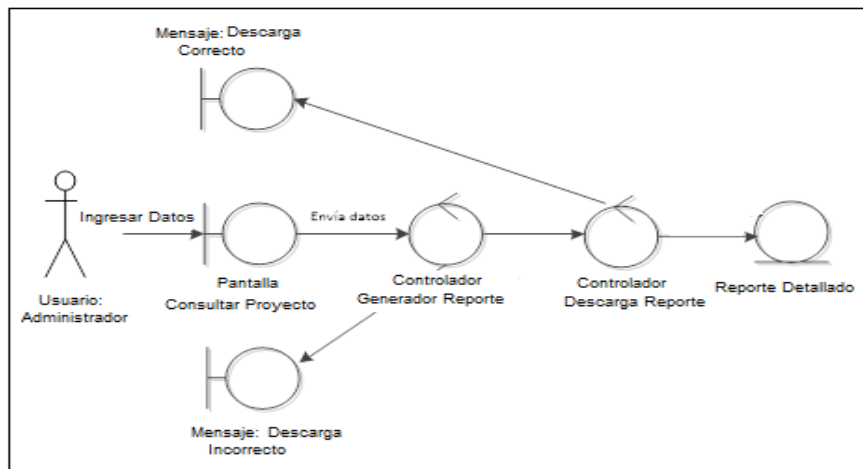 Mensaje: Descarga
Correcto
Ingresar Datos
Envía datos
Usuario:
Administrador
Pantalla
Consultar Proyecto
Controlador
Generador Reporte
Controlador
Descarga Reporte
Reporte Detallado
Mensaje: Descarga
Incorrecto